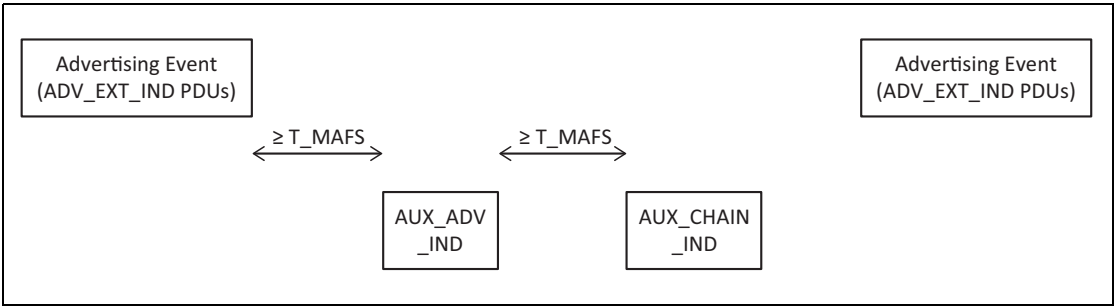 Advertising Event
(ADV_EXT_IND PDUs)
Advertising Event
(ADV_EXT_IND PDUs)
≥ T_MAFS
≥ T_MAFS
AUX_ADV
_IND
AUX_CHAIN
_IND